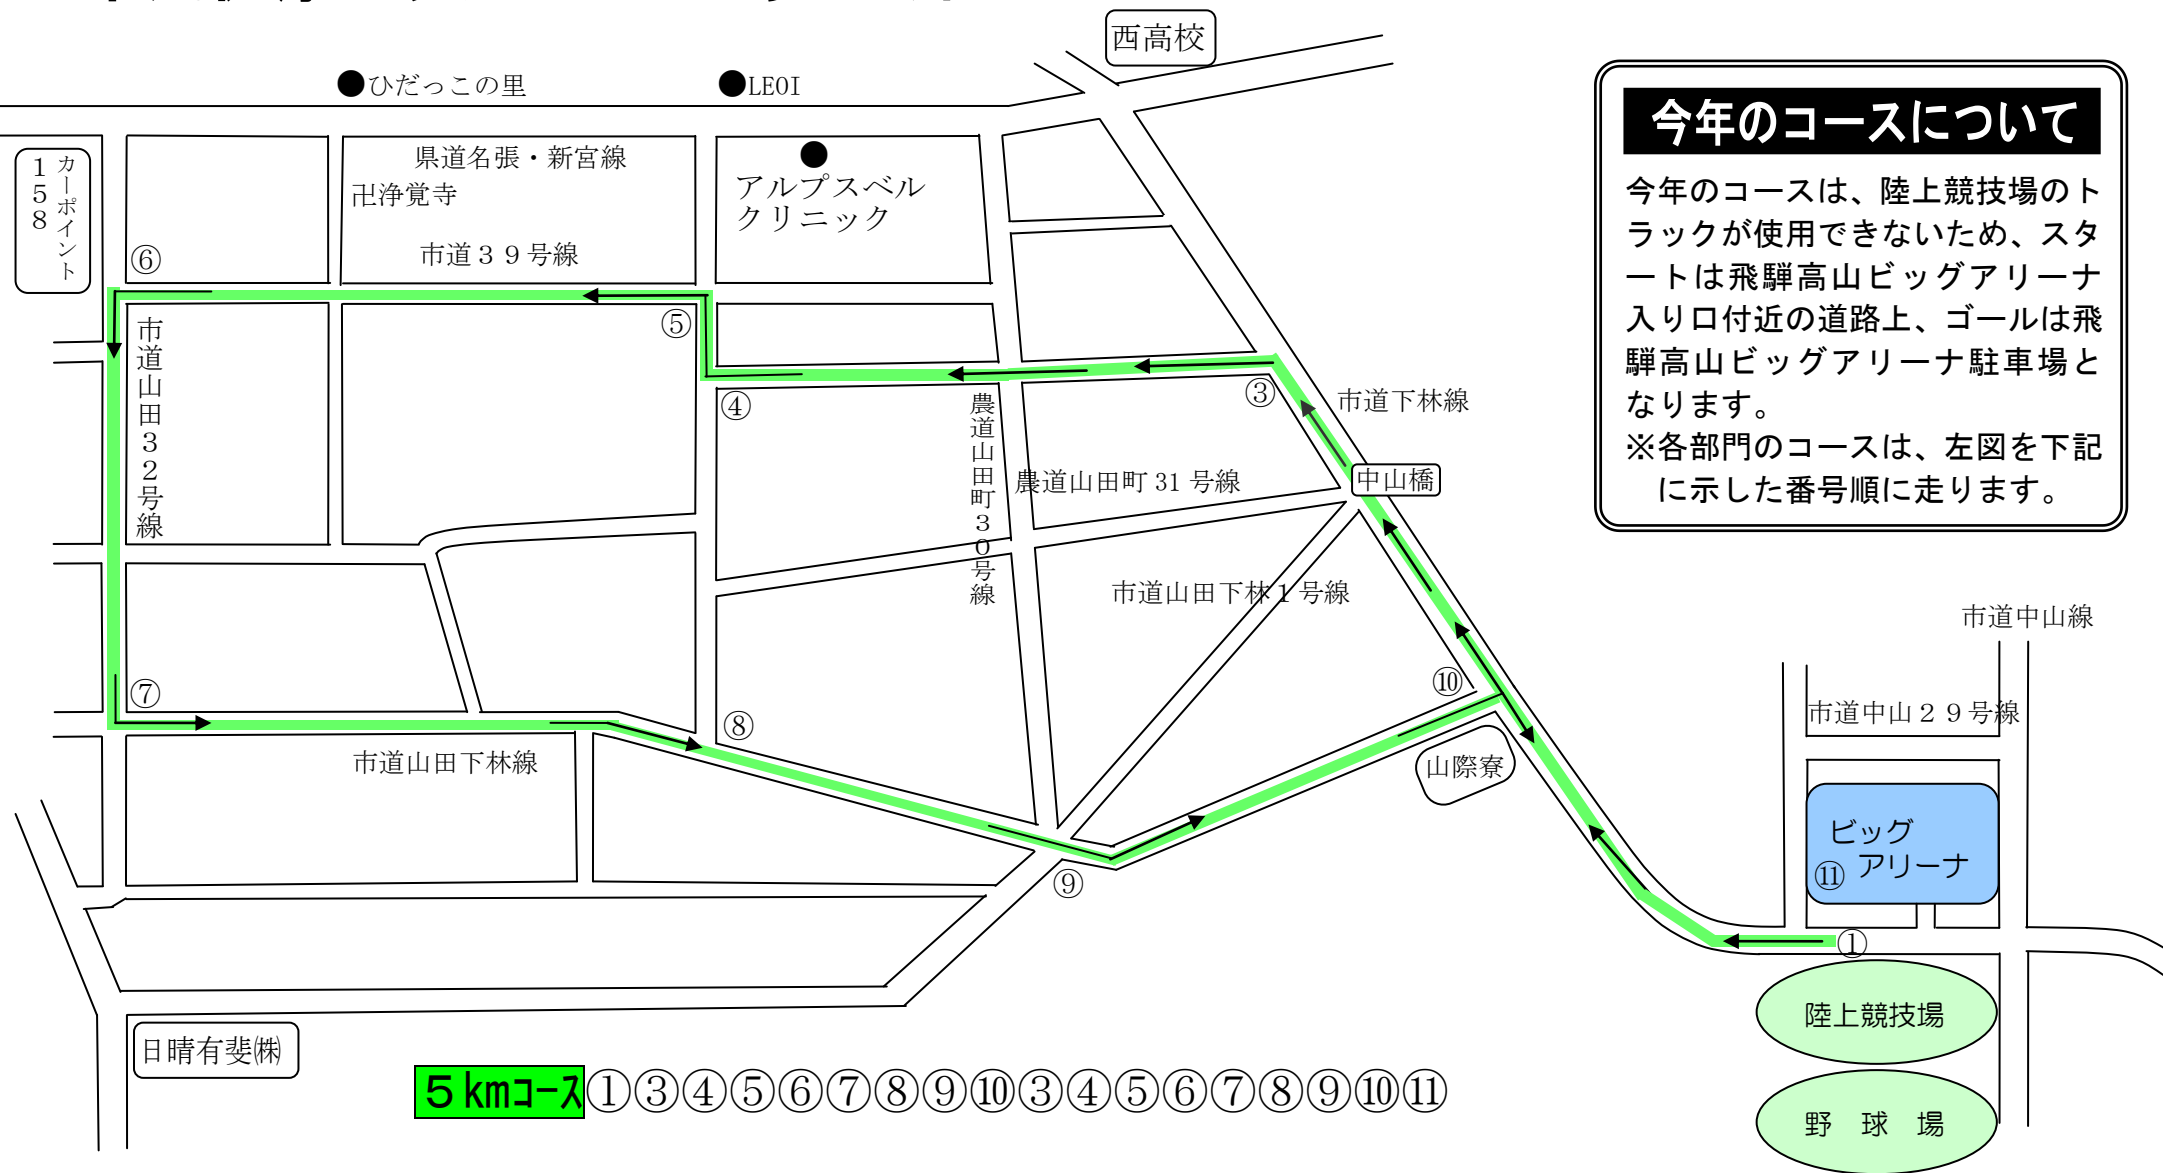 西高校
●ひだっこの里
●LEOI
カーポイント
１５８
県道名張・新宮線
卍浄覚寺
アルプスベル
クリニック
市道３９号線
⑥
⑤
④
③
市道山田３２号線
農道山田町３０号線
市道下林線
中山橋
農道山田町31号線
市道山田下林１号線
⑩
⑦
⑧
市道山田下林線
山際寮
⑨
日晴有斐㈱
今年のコースについて
今年のコースは、陸上競技場のト
ラックが使用できないため、スタ
ートは飛騨高山ビッグアリーナ
入り口付近の道路上、ゴールは飛
騨高山ビッグアリーナ駐車場と
なります。
※各部門のコースは、左図を下記
に示した番号順に走ります。
市道中山線
市道中山２９号線
ビッグ
⑪ アリーナ
①
陸上競技場
野　球　場
５kmコース①③④⑤⑥⑦⑧⑨⑩③④⑤⑥⑦⑧⑨⑩⑪